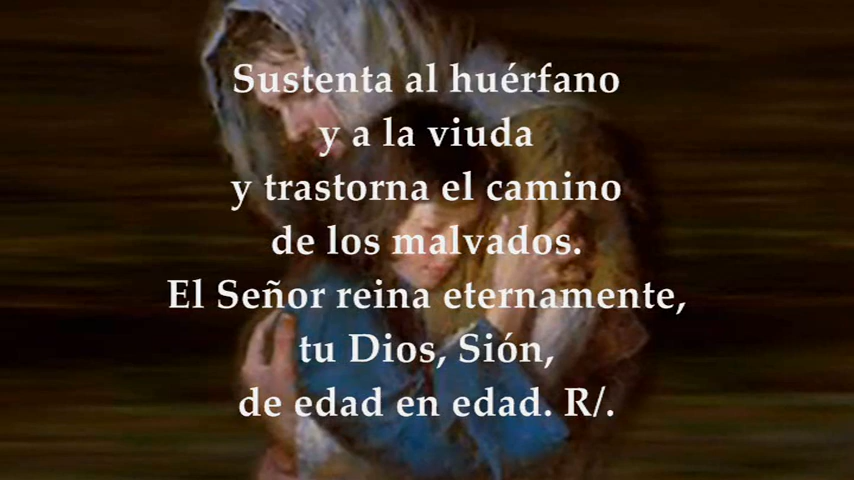 Sustenta al huérfano
y a la viuda
y trastorna el camino
de los malvados.
El Señor reina eternamente,
tu Dios, Sión,
de edad en edad. R/.